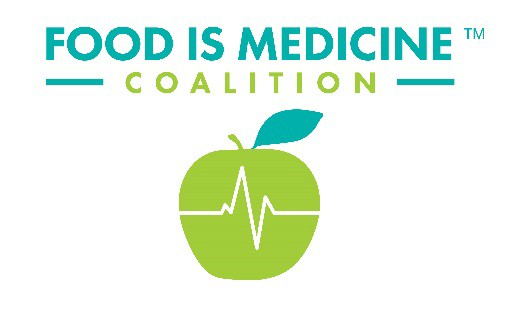 FOOD IS MEDICINE ™
COALITION